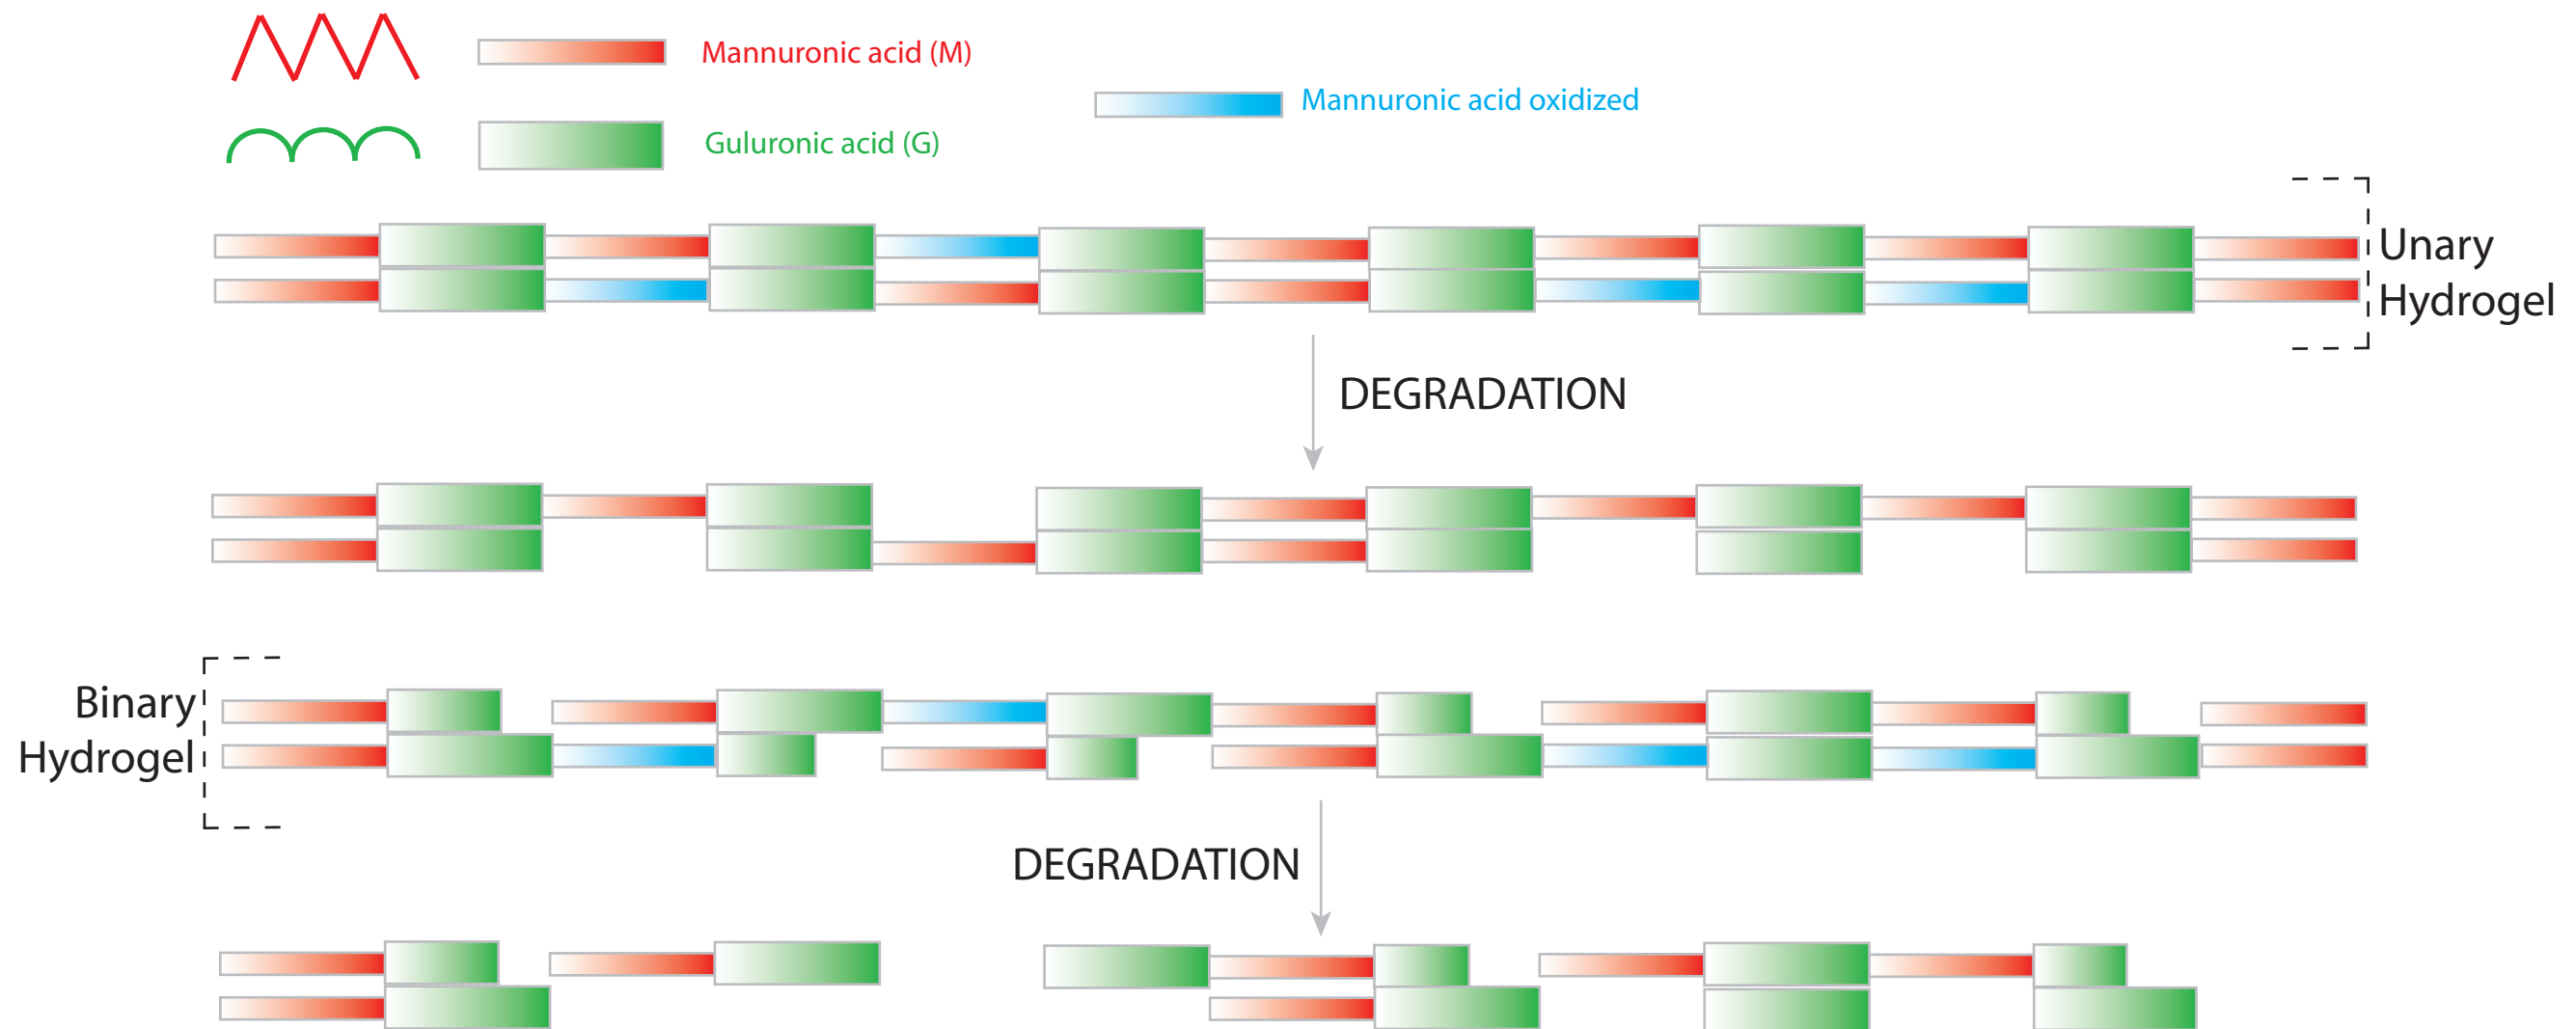 Mannuronic acid (M)
Mannuronic acid oxidized
Guluronic acid (G)
Unary
Hydrogel
DEGRADATION
Binary
Hydrogel
DEGRADATION